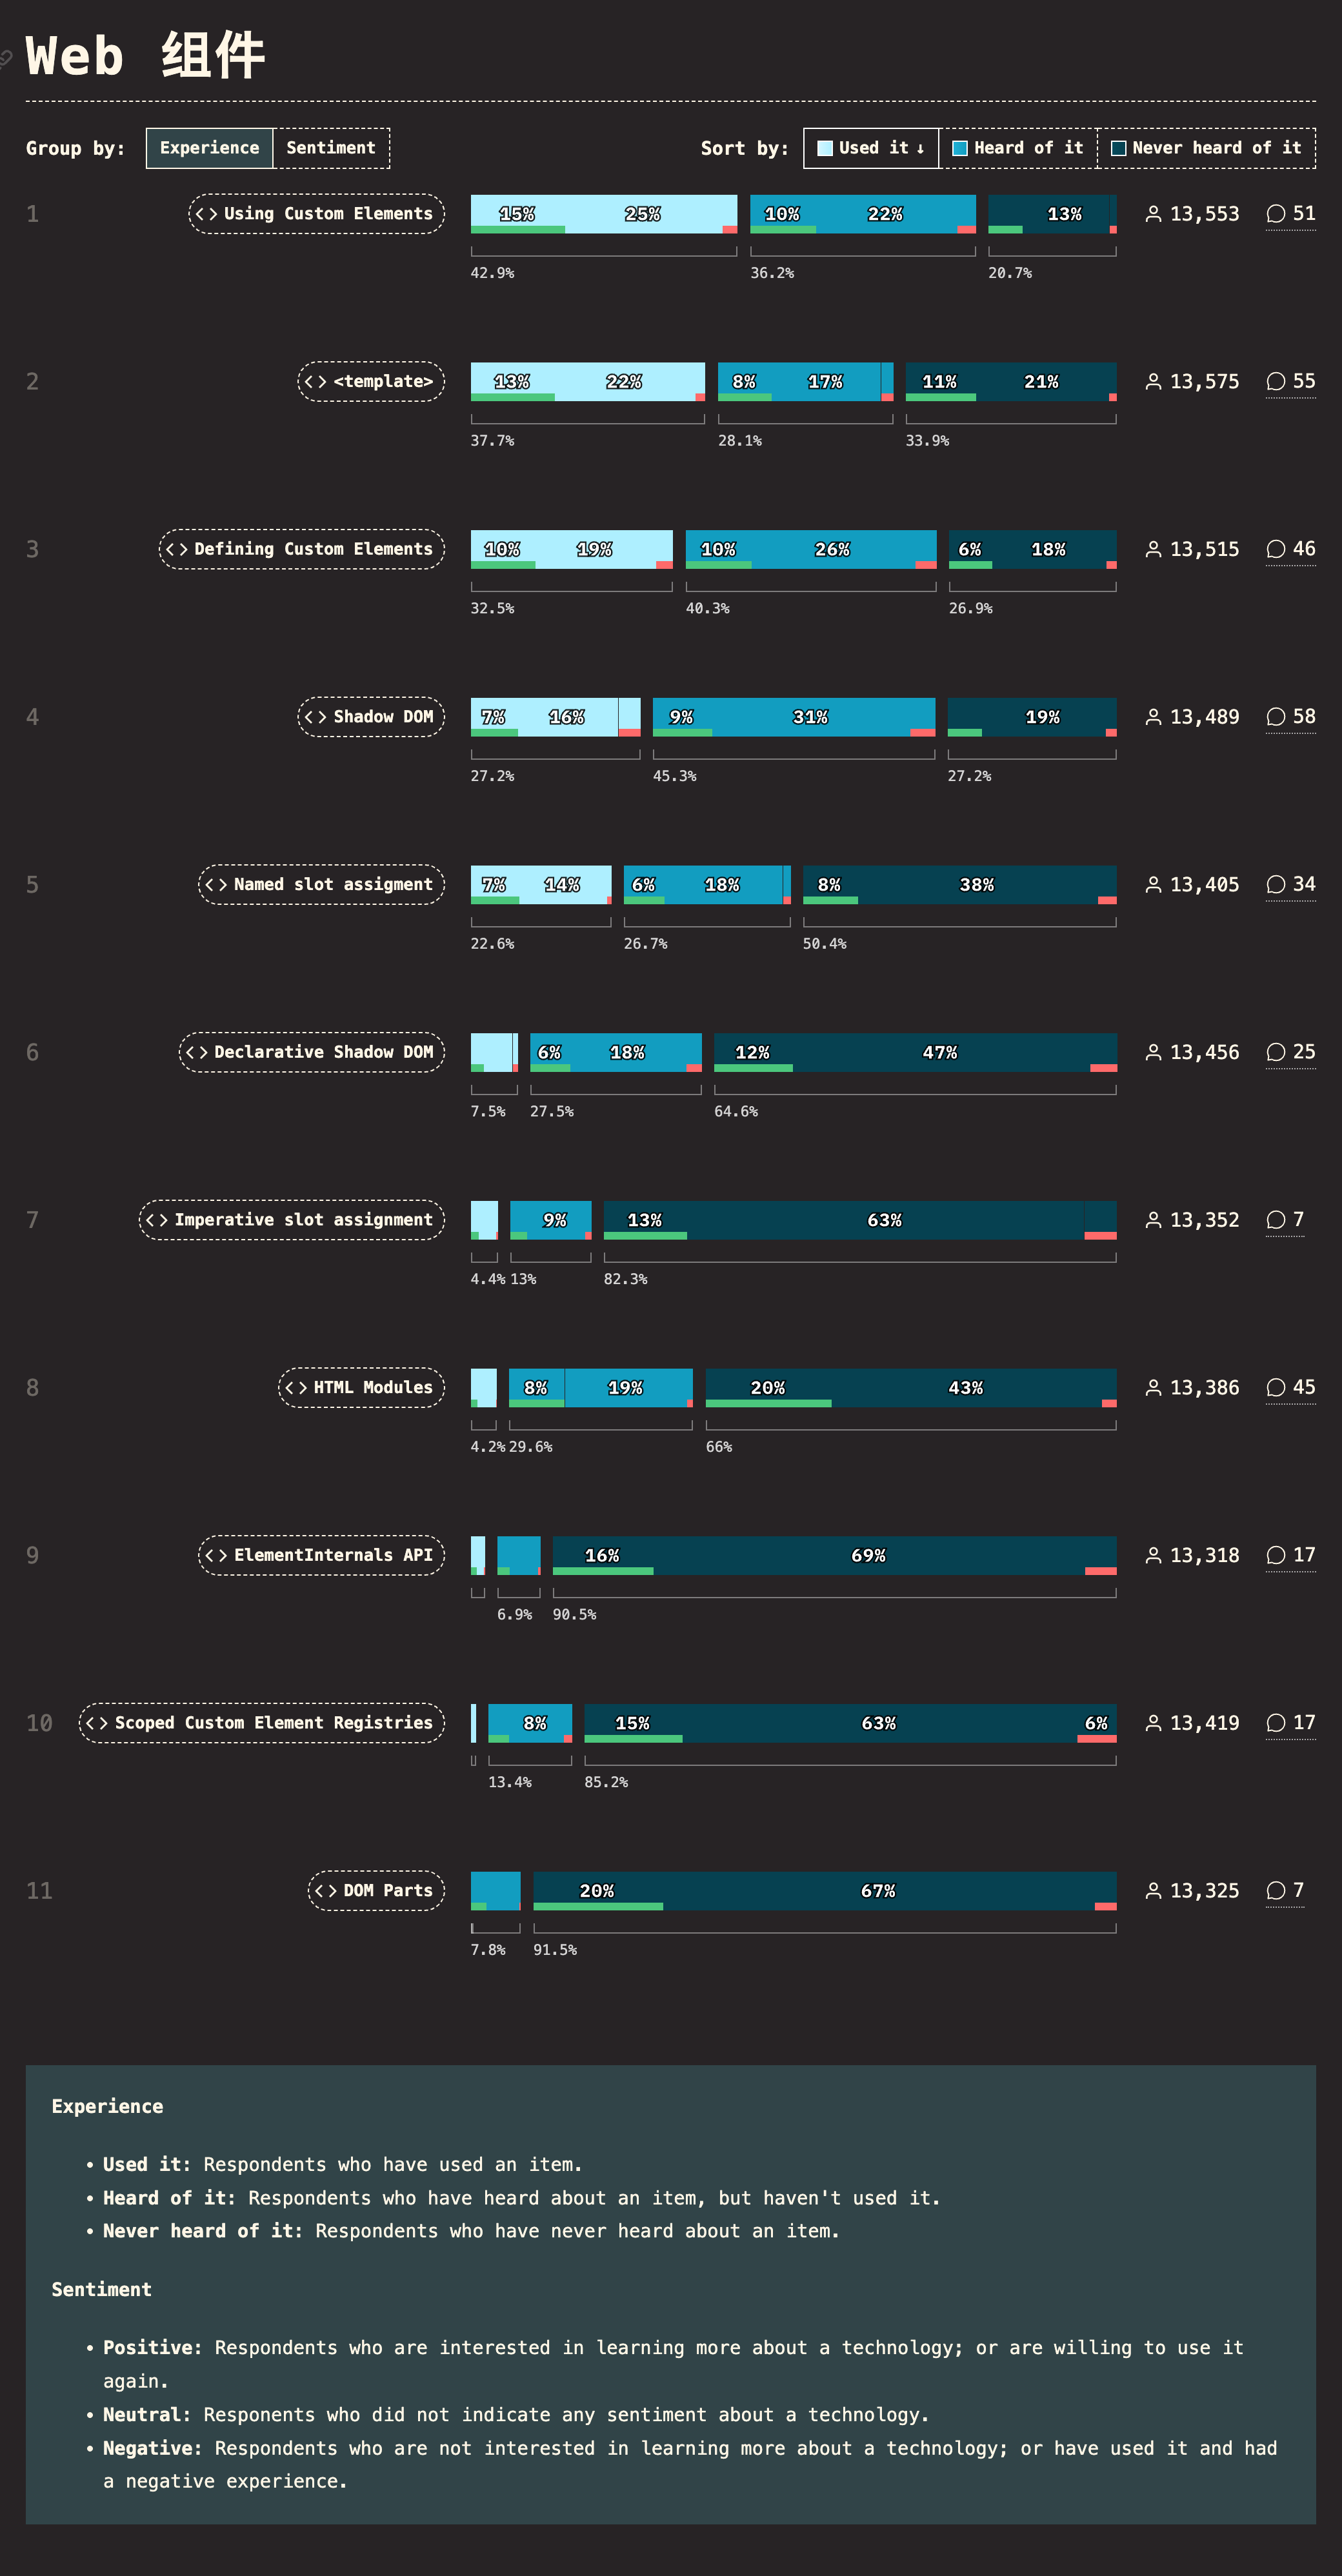 Web 组件
Group by: Experience Sentiment Sort by: Used it ↓ Heard of it Never heard of it
1 <> Using Custom Elements 15% 25% 10% 22% 13% 13,553 51
42.9% 36.2% 20.7%
2 <> <template> 13% 22% 8% 17% 11% 21% 13,575 55
37.7% 28.1% 33.9%
3 <> Defining Custom Elements 10% 19% 10% 26% 6% 18% 13,515 46
32.5% 40.3% 26.9%
4 <> Shadow DOM 7% 16% 9% 31% 19% 13,489 58
27.2% 45.3% 27.2%
5 <> Named slot assigment 7% 14% 6% 18% 8% 38% 13,405 34
22.6% 26.7% 50.4%
6 <> Declarative Shadow DOM 6% 18% 12% 47% 13,456 25
7.5% 27.5% 64.6%
7 <> Imperative slot assignment 9% 13% 63% 13,352 7
4.4% 13% 82.3%
8 <> HTML Modules 8% 19% 20% 43% 13,386 45
4.2% 29.6% 66%
9 <> ElementInternals API 16% 69% 13,318 17
6.9% 90.5%
10 <> Scoped Custom Element Registries 8% 15% 63% 6% 13,419 17
13.4% 85.2%
11 <> DOM Parts 20% 67% 13,325 7
7.8% 91.5%
Experience
• Used it: Respondents who have used an item.
• Heard of it: Respondents who have heard about an item, but haven't used it.
• Never heard of it: Respondents who have never heard about an item.
Sentiment
• Positive: Respondents who are interested in learning more about a technology; or are willing to use it
again.
• Neutral: Responents who did not indicate any sentiment about a technology.
• Negative: Respondents who are not interested in learning more about a technology; or have used it and had
a negative experience.